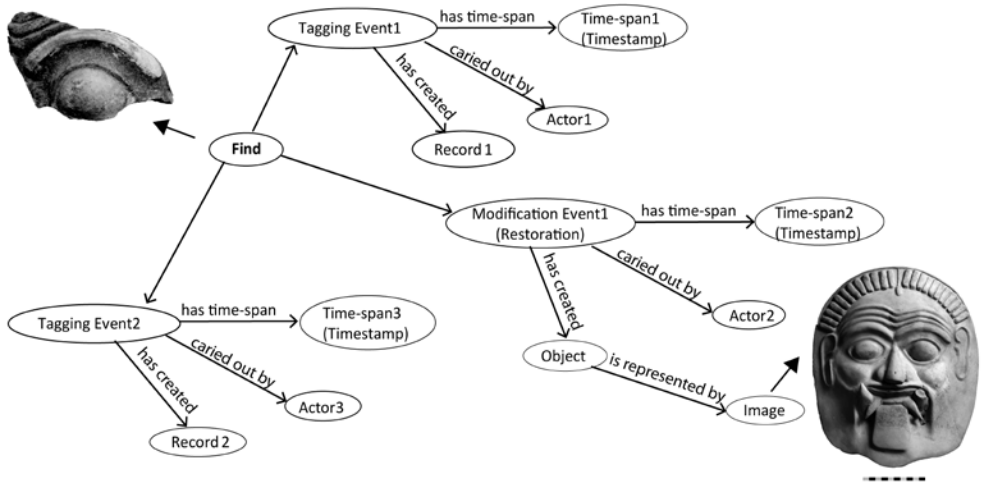 Tagging Event1
has time-span
Time-span1
(Timestamp)
has created
caried out by
Actor1
Record 1
Find
Modification Event1
(Restoration)
has time-span
Time-span2
(Timestamp)
has created
caried out by
Actor2
Object
is represented by
Image
Tagging Event2
has time-span
Time-span3
(Timestamp)
has created
caried out by
Actor3
Record 2